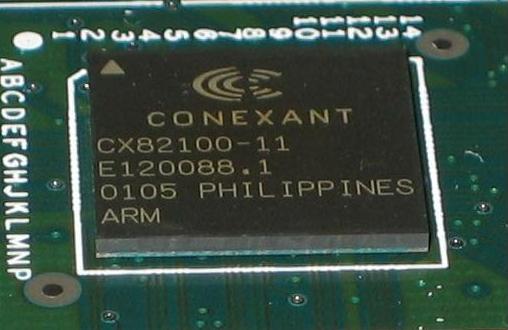 1 2 3 4 5 6 7 8 9 10 11 12 13 14
A
B
C
D
E
F
G
H
J
K
L
M
N
P
CONEXANT
CX82100-11
E120088.1
0105 PHILIPPINES
ARM